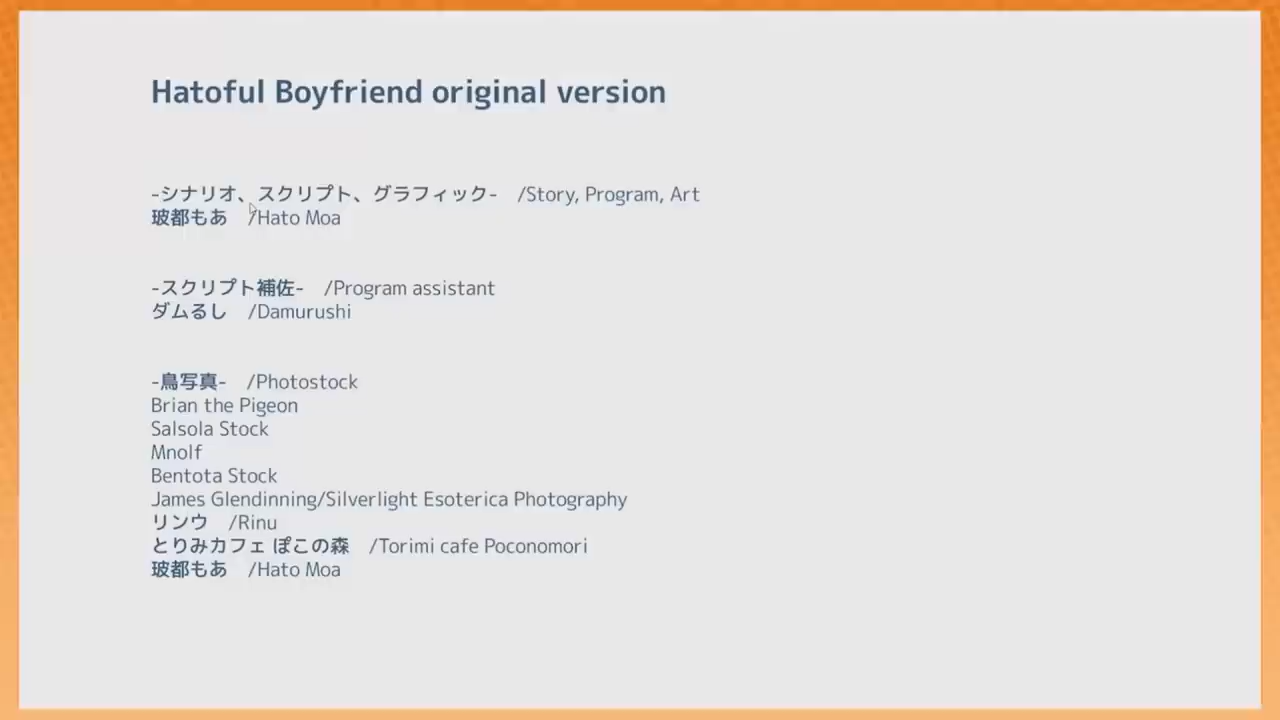 Hatoful Boyfriend original version
-シナリオ、スクリプト、グラフィック-　/Story, Program, Art
玻都もあ　/Hato Moa
-スクリプト補佐-　/Program assistant
ダムるし　/Damurushi
-鳥写真-　/Photostock
Brian the Pigeon
Salsola Stock
Mnolf
Bentota Stock
James Glendinning/Silverlight Esoterica Photography
リンウ　/Rinu
とりみカフェ ぽこの森　/Torimi cafe Poconomori
玻都もあ　/Hato Moa